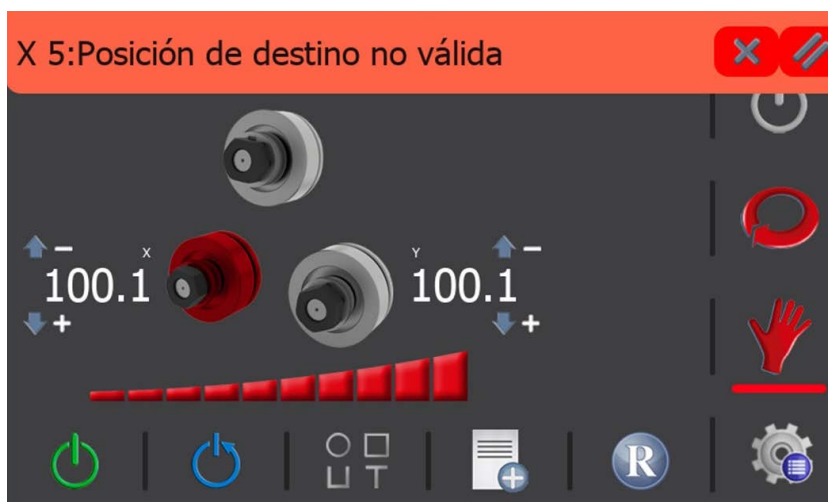 X 5:Posición de destino no válida
X
Y
100.1
100.1
R